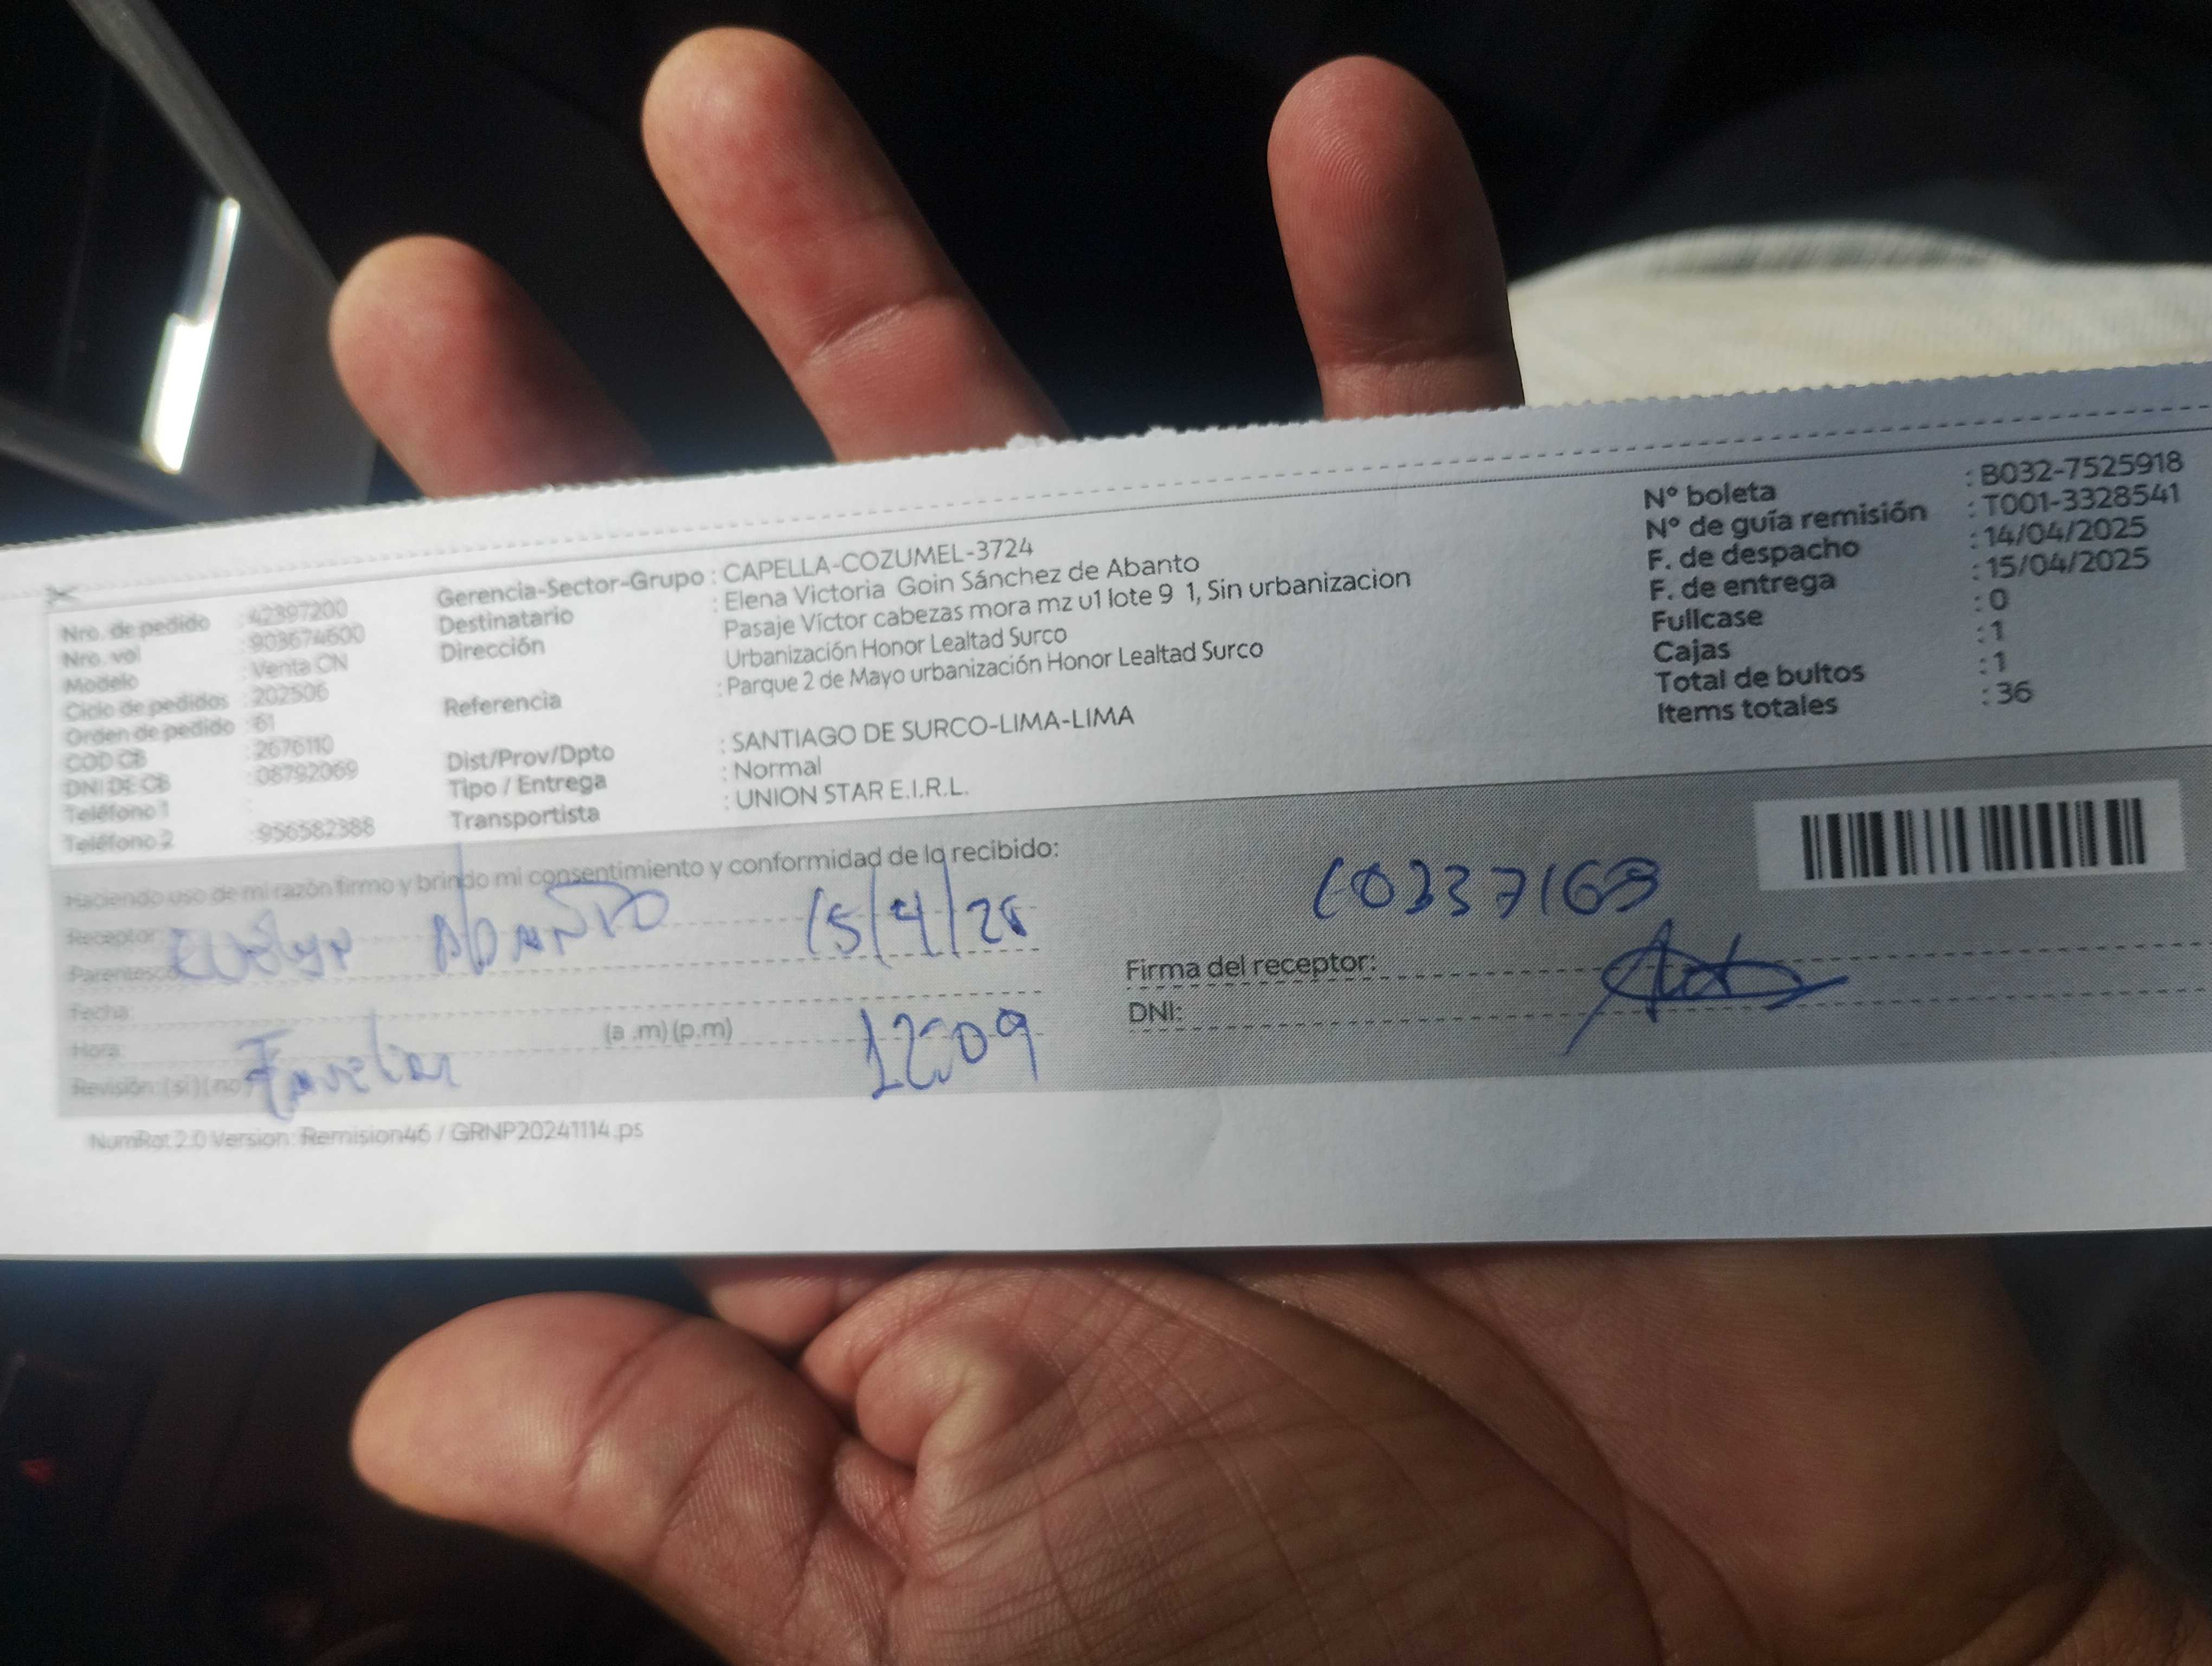 Nro. de pedido : 42397200
Nro. vol : 903674600
Modelo : Venta CN
Ciclo de pedidos : 202506
Orden de pedido : 61
COD CB : 2676110
DNI DE CB : 08792069
Teléfono 1 :
Teléfono 2 : 956582388
Gerencia-Sector-Grupo : CAPELLA-COZUMEL-3724
Destinatario : Elena Victoria Goin Sánchez de Abanto
Dirección Pasaje Víctor cabezas mora mz u1 lote 9 1, Sin urbanizacion
Urbanización Honor Lealtad Surco
Referencia : Parque 2 de Mayo urbanización Honor Lealtad Surco
Dist/Prov/Dpto : SANTIAGO DE SURCO-LIMA-LIMA
Tipo / Entrega : Normal
Transportista : UNION STAR E.I.R.L.
N° boleta : B032-7525918
N° de guía remisión : T001-3328541
F. de despacho : 14/04/2025
F. de entrega : 15/04/2025
Fullcase : 0
Cajas : 1
Total de bultos : 1
Items totales : 36
Haciendo uso de mi razón firmo y brindo mi consentimiento y conformidad de lo recibido:
Receptor: Evelyn Abanto 15/4/25
Parentesco:
Fecha:
Hora: (a .m) (p.m) 12:09
Revisión: (si) (no) Familiar
10337163
Firma del receptor:
DNI:
NumRot 2.0 Version: Remision46 / GRNP20241114.ps